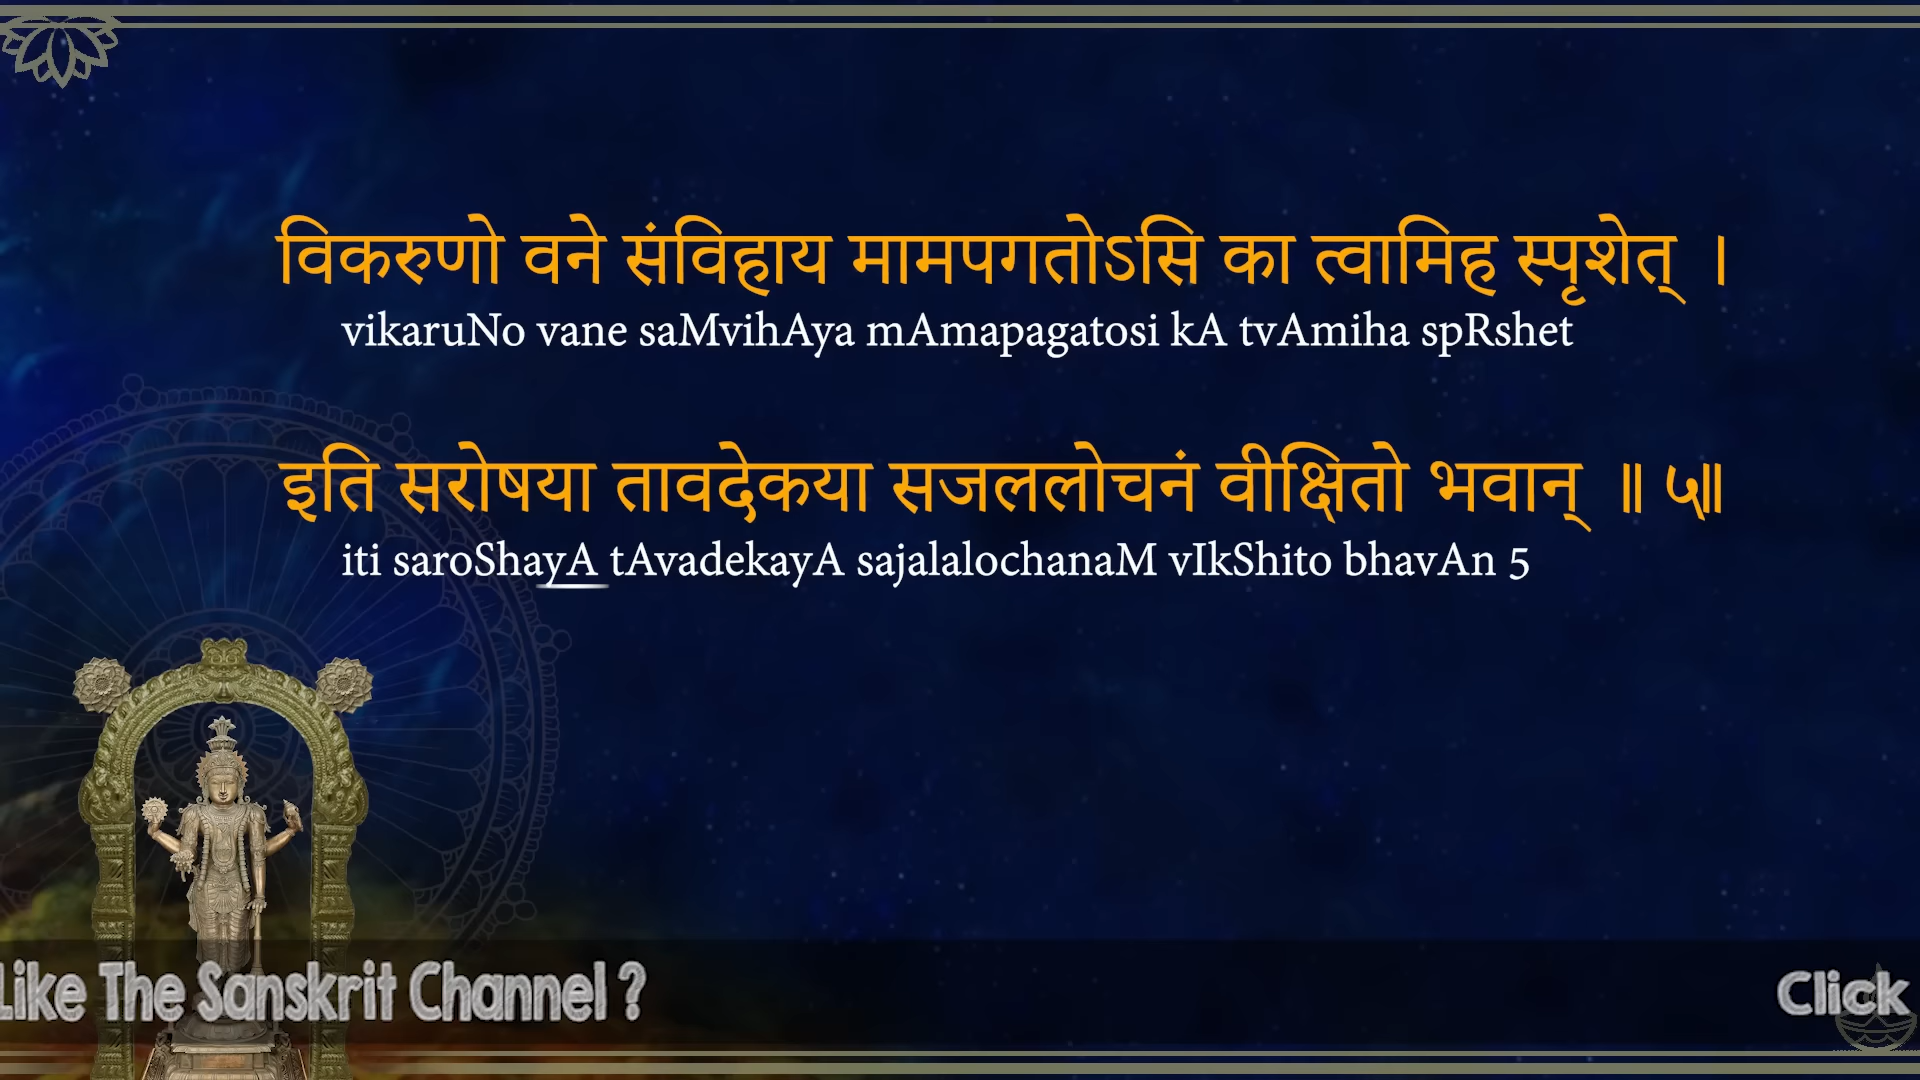 विकरुणो वने संविहाय मामपगतोऽसि का त्वामिह स्पृशेत् ।
vikaruNo vane saMvihAya mAmapagatosi kA tvAmiha spRshet
इति सरोषया तावदेकया सजललोचनं वीक्षितो भवान् ॥ ५॥
iti saroShayA tAvadekayA sajalalochanaM vIkShito bhavAn 5
Like The Sanskrit Channel ?
Click